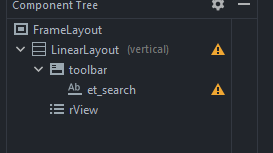 Component Tree
FrameLayout
LinearLayout (vertical)
toolbar
Ab et_search
rView